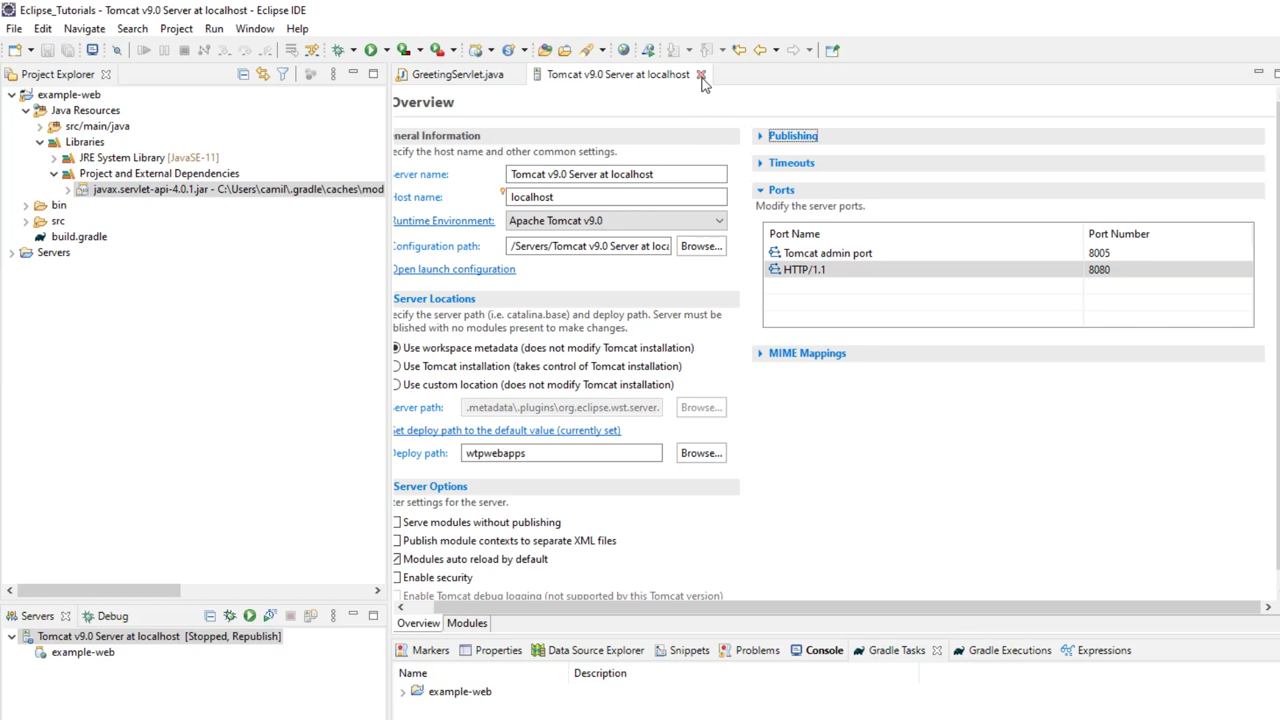 Eclipse_Tutorials - Tomcat v9.0 Server at localhost - Eclipse IDE
File Edit Navigate Search Project Run Window Help
Project Explorer
example-web
Java Resources
src/main/java
Libraries
JRE System Library [JavaSE-11]
Project and External Dependencies
javax.servlet-api-4.0.1.jar - C:\Users\camil\.gradle\caches\mod
bin
src
build.gradle
Servers
GreetingServlet.java
Tomcat v9.0 Server at localhost
Overview
neral Information
ecify the host name and other common settings.
Server name: Tomcat v9.0 Server at localhost
Host name: localhost
Runtime Environment: Apache Tomcat v9.0
Configuration path: /Servers/Tomcat v9.0 Server at loca Browse...
Open launch configuration
Server Locations
ecify the server path (i.e. catalina.base) and deploy path. Server must be
blished with no modules present to make changes.
Use workspace metadata (does not modify Tomcat installation)
Use Tomcat installation (takes control of Tomcat installation)
Use custom location (does not modify Tomcat installation)
erver path: .metadata\.plugins\org.eclipse.wst.server. Browse...
et deploy path to the default value (currently set)
Deploy path: wtpwebapps Browse...
Server Options
ter settings for the server.
Serve modules without publishing
Publish module contexts to separate XML files
Modules auto reload by default
Enable security
Enable Tomcat debug logging (not supported by this Tomcat version)
Overview Modules
Publishing
Timeouts
Ports
Modify the server ports.
Port Name Port Number
Tomcat admin port 8005
HTTP/1.1 8080
MIME Mappings
Servers Debug
Tomcat v9.0 Server at localhost [Stopped, Republish]
example-web
Markers Properties Data Source Explorer Snippets Problems Console Gradle Tasks Gradle Executions Expressions
Name Description
example-web